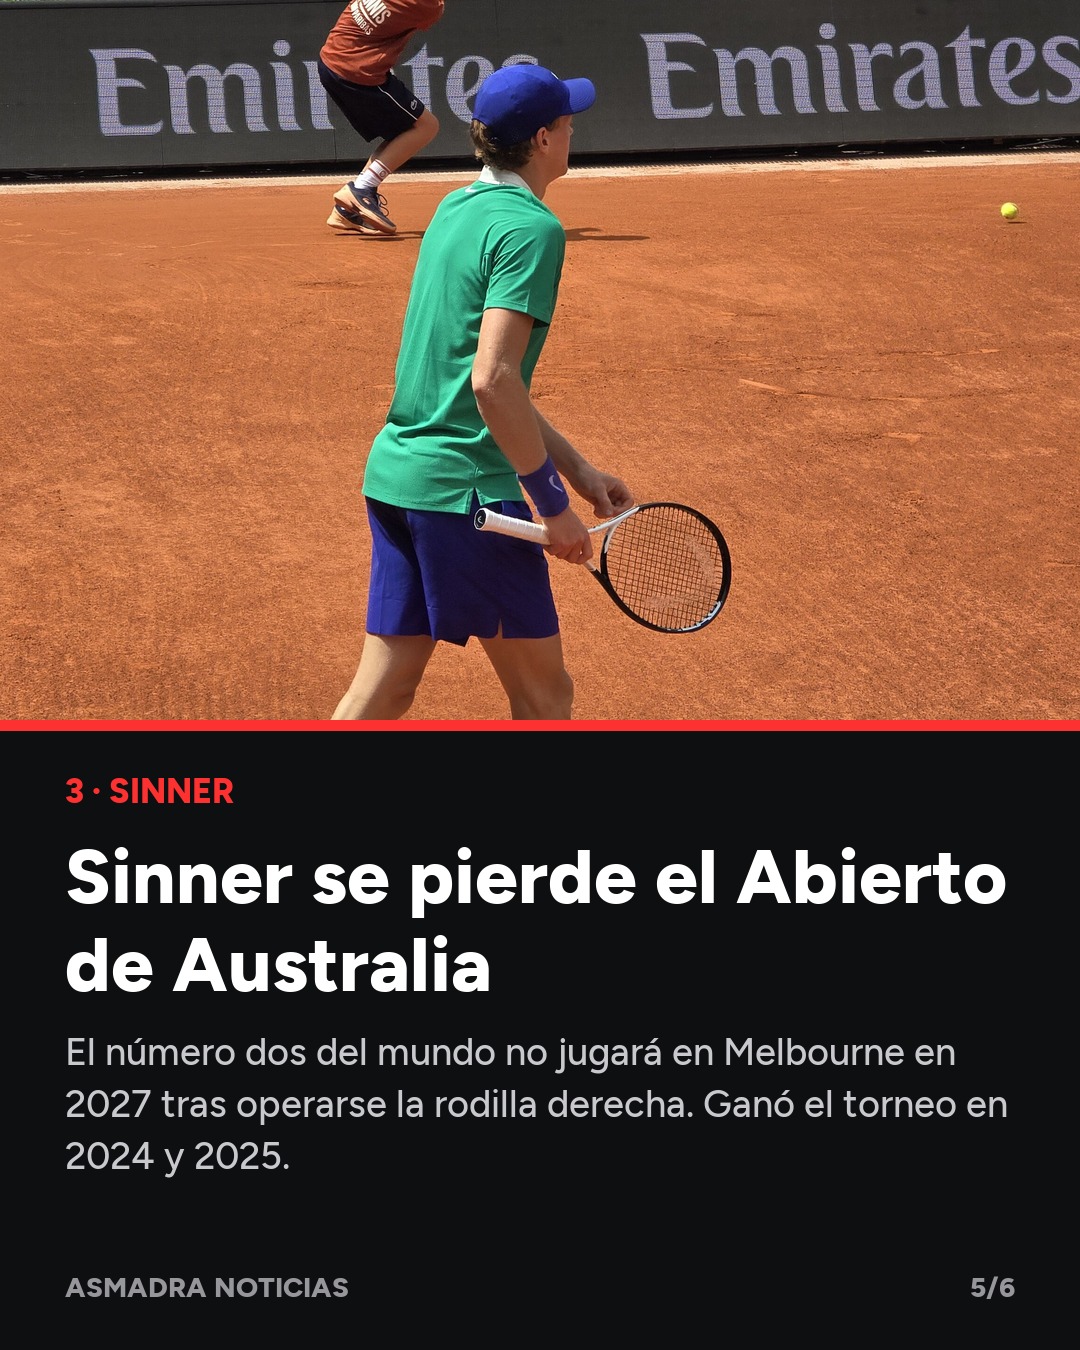 Emirates
Emirates
3 · SINNER
Sinner se pierde el Abierto
de Australia
El número dos del mundo no jugará en Melbourne en
2027 tras operarse la rodilla derecha. Ganó el torneo en
2024 y 2025.
ASMADRA NOTICIAS
5/6